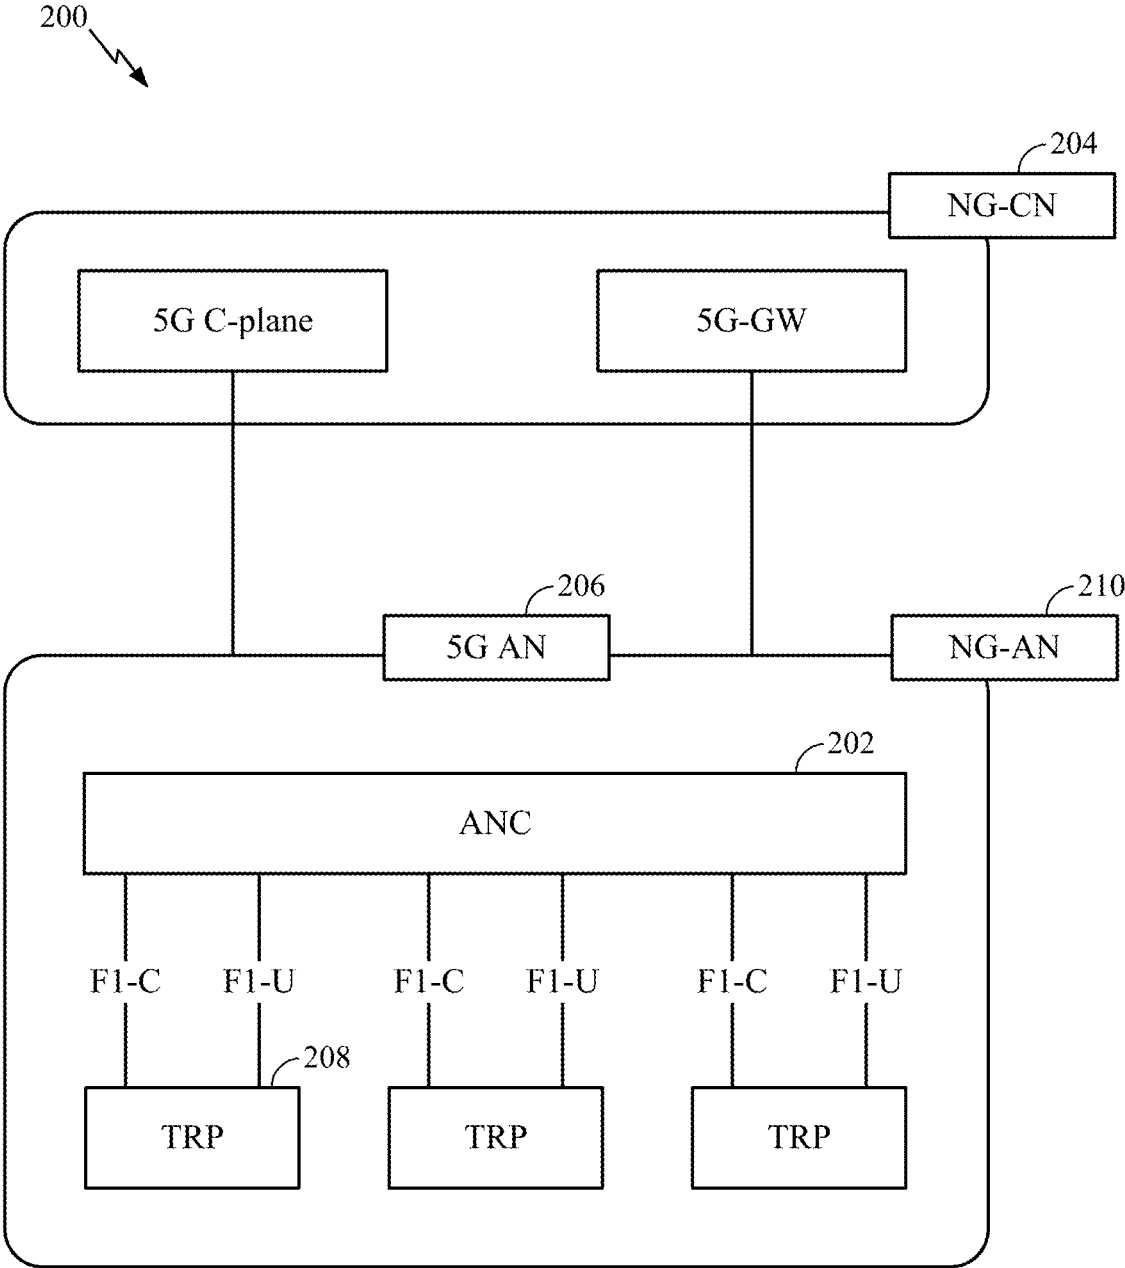 200
204
NG-CN
5G C-plane
5G-GW
206
210
5G AN
NG-AN
202
ANC
F1-C
F1-U
F1-C
F1-U
F1-C
F1-U
208
TRP
TRP
TRP